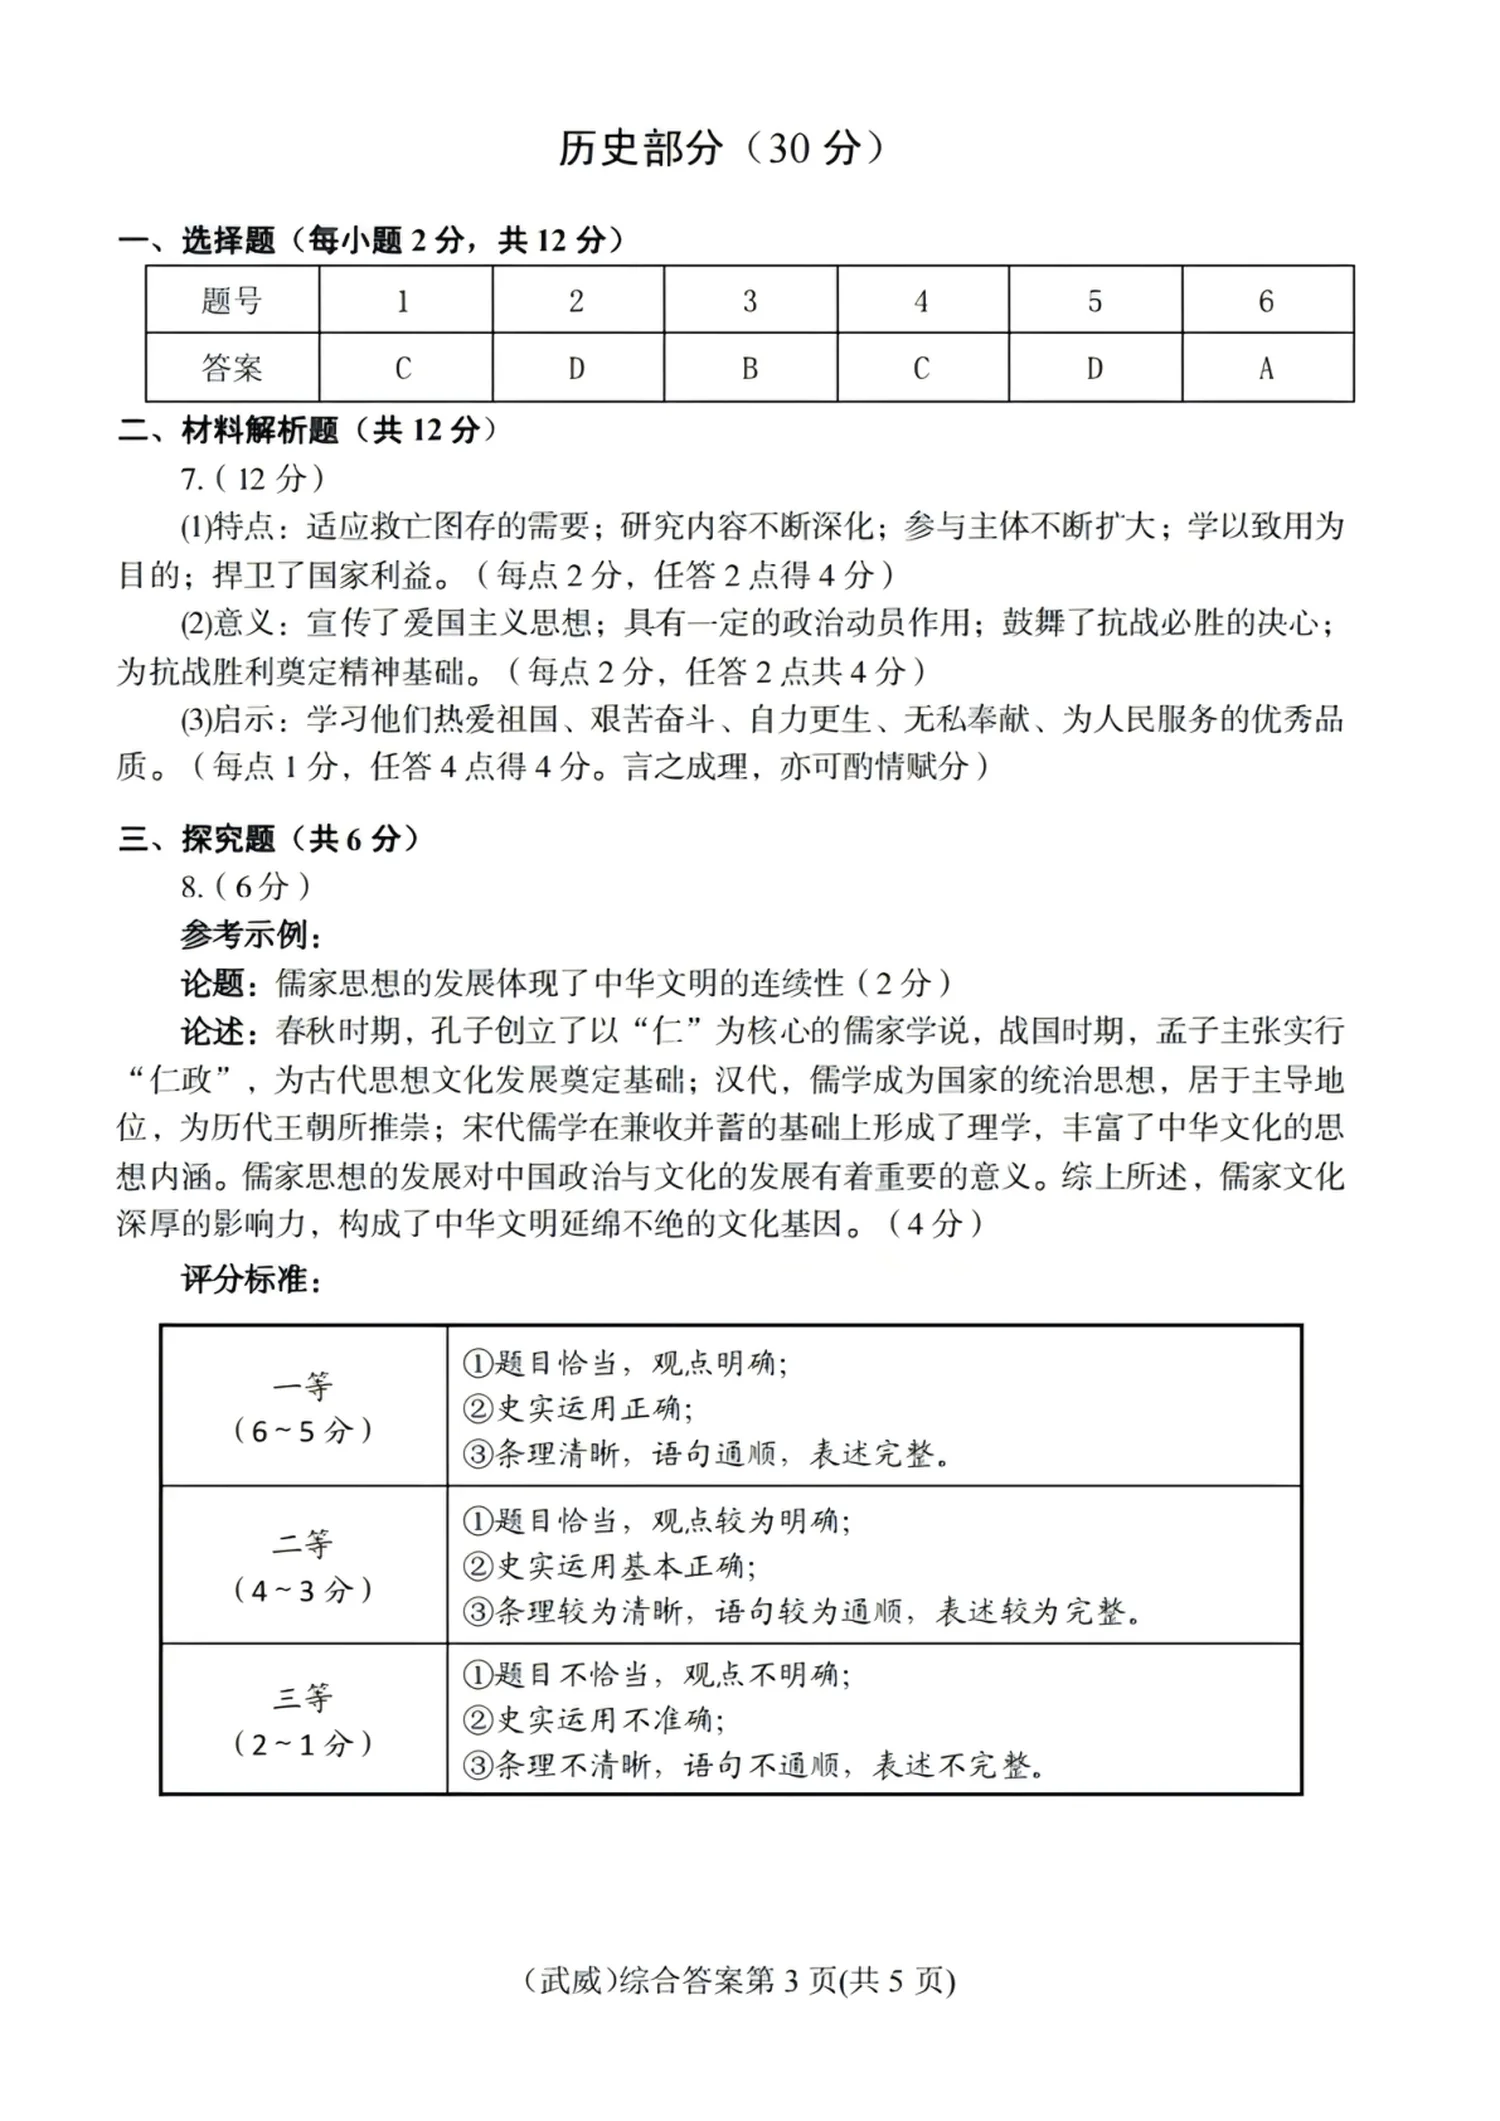 历史部分（30 分）
一、选择题（每小题 2 分，共 12 分）
题号 1 2 3 4 5 6
答案 C D B C D A
二、材料解析题（共 12 分）
7.（12 分）
(1)特点：适应救亡图存的需要；研究内容不断深化；参与主体不断扩大；学以致用为
目的；捍卫了国家利益。（每点 2 分，任答 2 点得 4 分）
(2)意义：宣传了爱国主义思想；具有一定的政治动员作用；鼓舞了抗战必胜的决心；
为抗战胜利奠定精神基础。（每点 2 分，任答 2 点共 4 分）
(3)启示：学习他们热爱祖国、艰苦奋斗、自力更生、无私奉献、为人民服务的优秀品
质。（每点 1 分，任答 4 点得 4 分。言之成理，亦可酌情赋分）
三、探究题（共 6 分）
8.（6 分）
参考示例：
论题：儒家思想的发展体现了中华文明的连续性（2 分）
论述：春秋时期，孔子创立了以“仁”为核心的儒家学说，战国时期，孟子主张实行
“仁政”，为古代思想文化发展奠定基础；汉代，儒学成为国家的统治思想，居于主导地
位，为历代王朝所推崇；宋代儒学在兼收并蓄的基础上形成了理学，丰富了中华文化的思
想内涵。儒家思想的发展对中国政治与文化的发展有着重要的意义。综上所述，儒家文化
深厚的影响力，构成了中华文明延绵不绝的文化基因。（4 分）
评分标准：
一等
（6～5 分）
①题目恰当，观点明确；
②史实运用正确；
③条理清晰，语句通顺，表述完整。
二等
（4～3 分）
①题目恰当，观点较为明确；
②史实运用基本正确；
③条理较为清晰，语句较为通顺，表述较为完整。
三等
（2～1 分）
①题目不恰当，观点不明确；
②史实运用不准确；
③条理不清晰，语句不通顺，表述不完整。
（武威）综合答案第 3 页(共 5 页)